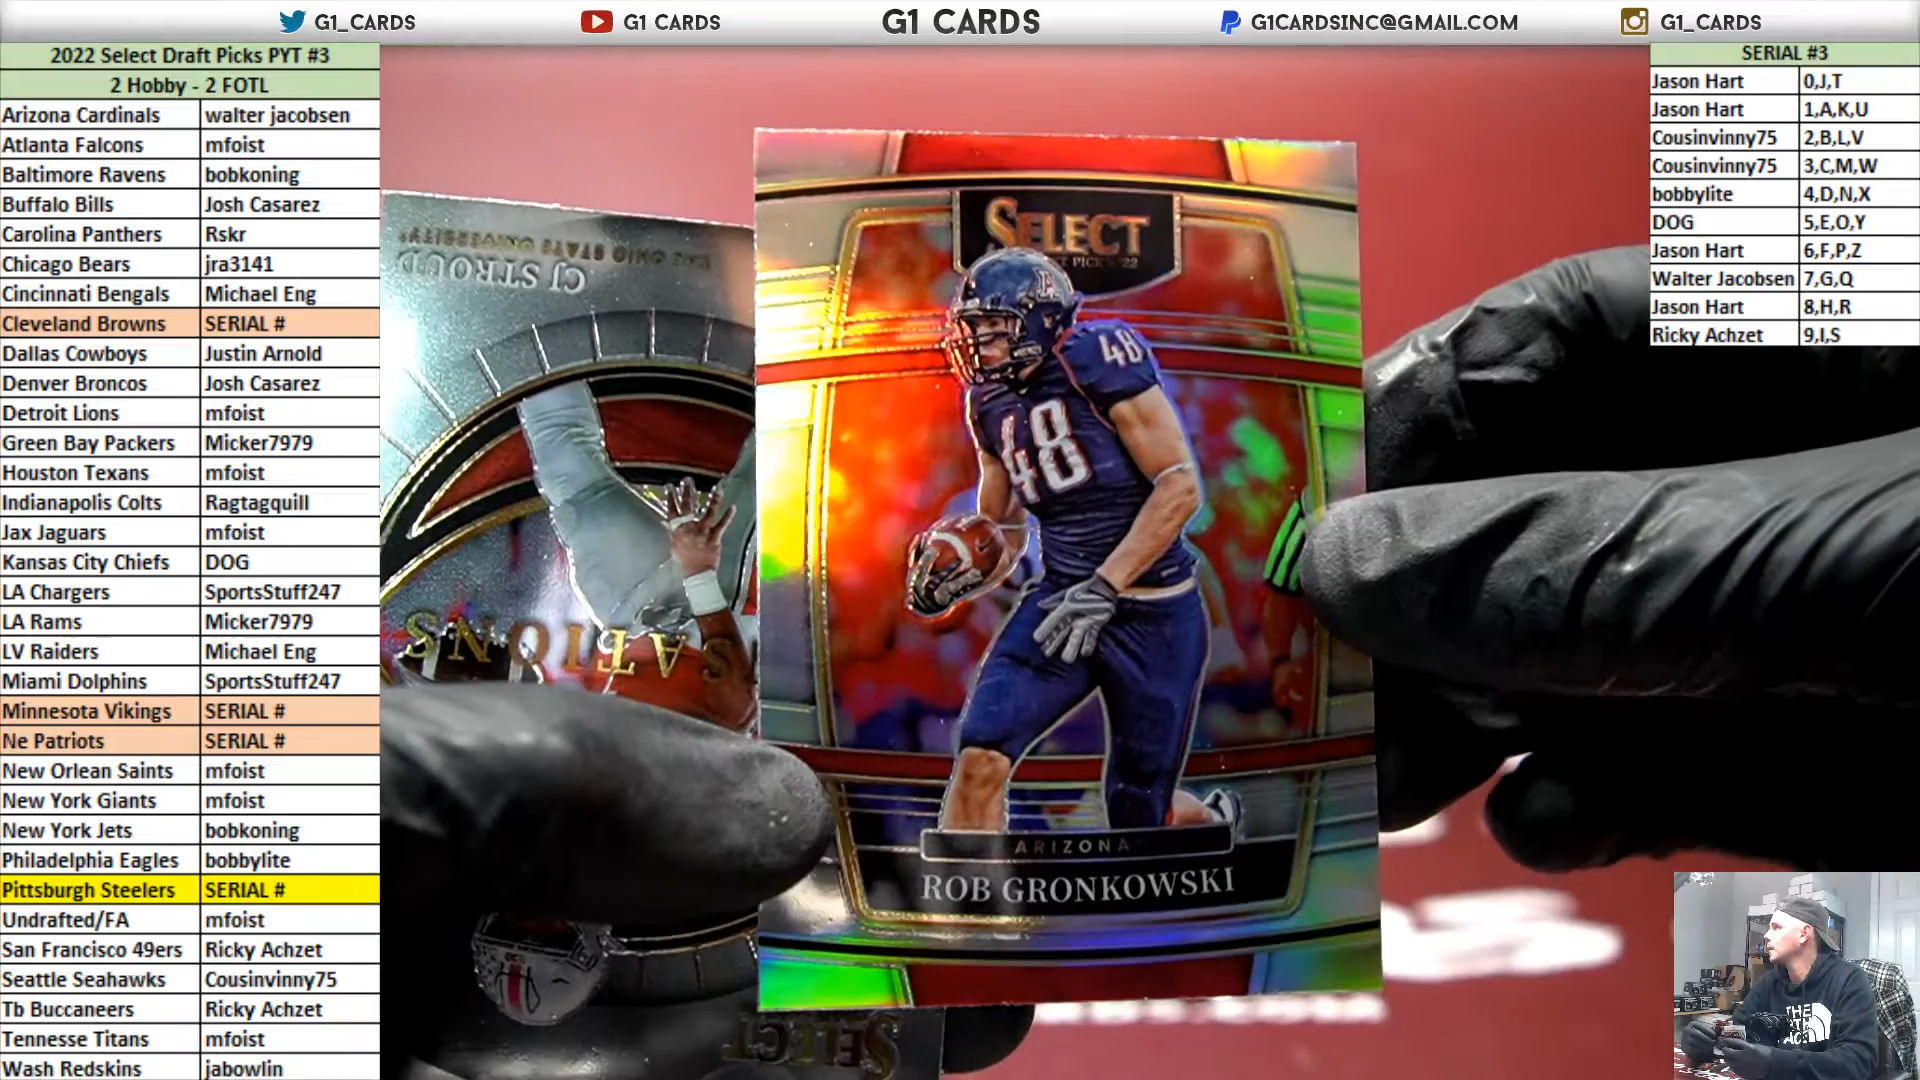 G1_CARDS
G1 CARDS
G1 CARDS
G1CARDSINC@GMAIL.COM
G1_CARDS
2022 Select Draft Picks PYT #3
2 Hobby - 2 FOTL
Arizona Cardinals walter jacobsen
Atlanta Falcons mfoist
Baltimore Ravens bobkoning
Buffalo Bills Josh Casarez
Carolina Panthers Rskr
Chicago Bears jra3141
Cincinnati Bengals Michael Eng
Cleveland Browns SERIAL #
Dallas Cowboys Justin Arnold
Denver Broncos Josh Casarez
Detroit Lions mfoist
Green Bay Packers Micker7979
Houston Texans mfoist
Indianapolis Colts Ragtagquill
Jax Jaguars mfoist
Kansas City Chiefs DOG
LA Chargers SportsStuff247
LA Rams Micker7979
LV Raiders Michael Eng
Miami Dolphins SportsStuff247
Minnesota Vikings SERIAL #
Ne Patriots SERIAL #
New Orlean Saints mfoist
New York Giants mfoist
New York Jets bobkoning
Philadelphia Eagles bobbylite
Pittsburgh Steelers SERIAL #
Undrafted/FA mfoist
San Francisco 49ers Ricky Achzet
Seattle Seahawks Cousinvinny75
Tb Buccaneers Ricky Achzet
Tennesse Titans mfoist
Wash Redskins jabowlin
SERIAL #3
Jason Hart 0,J,T
Jason Hart 1,A,K,U
Cousinvinny75 2,B,L,V
Cousinvinny75 3,C,M,W
bobbylite 4,D,N,X
DOG 5,E,O,Y
Jason Hart 6,F,P,Z
Walter Jacobsen 7,G,Q
Jason Hart 8,H,R
Ricky Achzet 9,I,S
SELECT
A
48
48
ARIZONA
ROB GRONKOWSKI
CJ STROUD
THE OHIO STATE UNIVERSITY
SELECT
THE